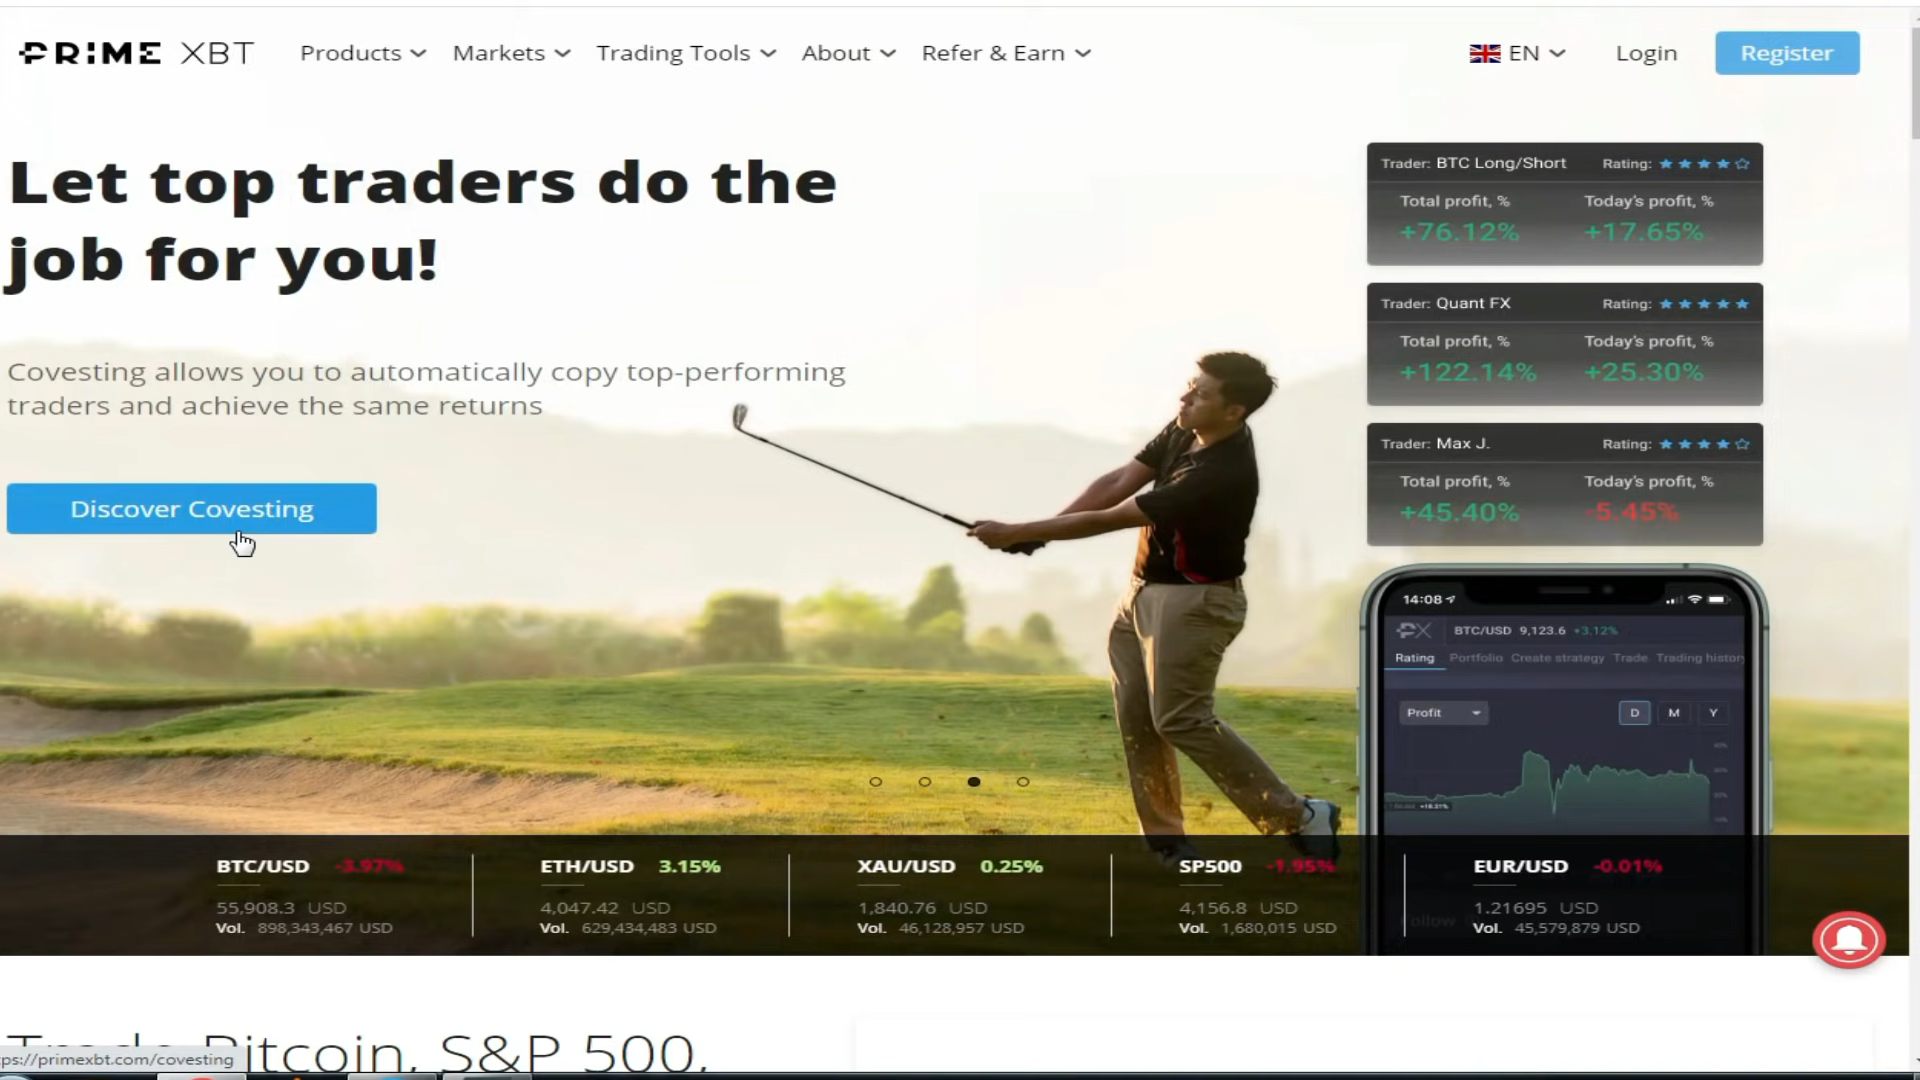 PRIME XBT
Products
Markets
Trading Tools
About
Refer & Earn
EN
Login
Register
Let top traders do the
job for you!
Covesting allows you to automatically copy top-performing
traders and achieve the same returns
Discover Covesting
Trader: BTC Long/Short Rating:
Total profit, % Today's profit, %
+76.12% +17.65%
Trader: Quant FX Rating:
Total profit, % Today's profit, %
+122.14% +25.30%
Trader: Max J. Rating:
Total profit, % Today's profit, %
+45.40% -5.45%
14:08
PX BTC/USD 9,123.6 +3.12%
Rating Portfolio Create strategy Trade Trading history
Profit D M Y
BTC/USD -3.97%
55,908.3 USD
Vol. 898,343,467 USD
ETH/USD 3.15%
4,047.42 USD
Vol. 629,434,483 USD
XAU/USD 0.25%
1,840.76 USD
Vol. 46,128,957 USD
SP500 -1.95%
4,156.8 USD
Vol. 1,680,015 USD
EUR/USD -0.01%
1.21695 USD
Vol. 45,579,879 USD
Follow
Trade Bitcoin, S&P 500,
ps://primexbt.com/covesting